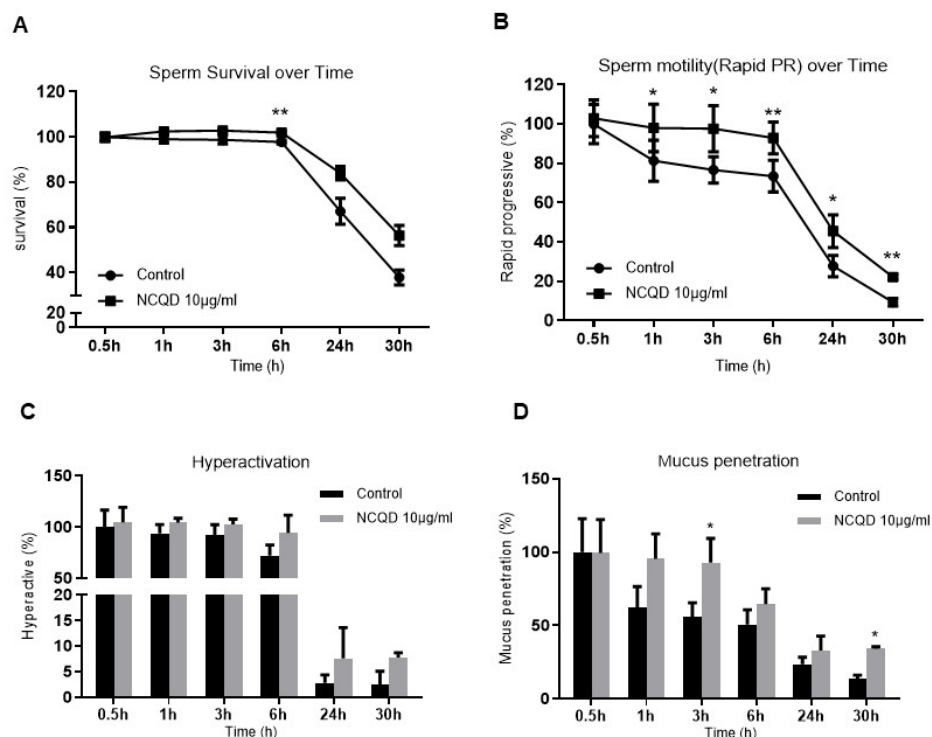 A
Sperm Survival over Time
120
100
80
60
40
20
0
survival (%)
**
Control
NCQD 10µg/ml
0.5h 1h 3h 6h 24h 30h
Time (h)
B
Sperm motility(Rapid PR) over Time
120
100
80
60
40
20
0
Rapid progressive (%)
* * ** * **
Control
NCQD 10µg/ml
0.5h 1h 3h 6h 24h 30h
Time (h)
C
Hyperactivation
150
100
50
20
15
10
5
0
Hyperactive (%)
Control
NCQD 10µg/ml
0.5h 1h 3h 6h 24h 30h
Time (h)
D
Mucus penetration
150
100
50
0
Mucus penetration (%)
Control
NCQD 10µg/ml
* *
0.5h 1h 3h 6h 24h 30h
Time (h)